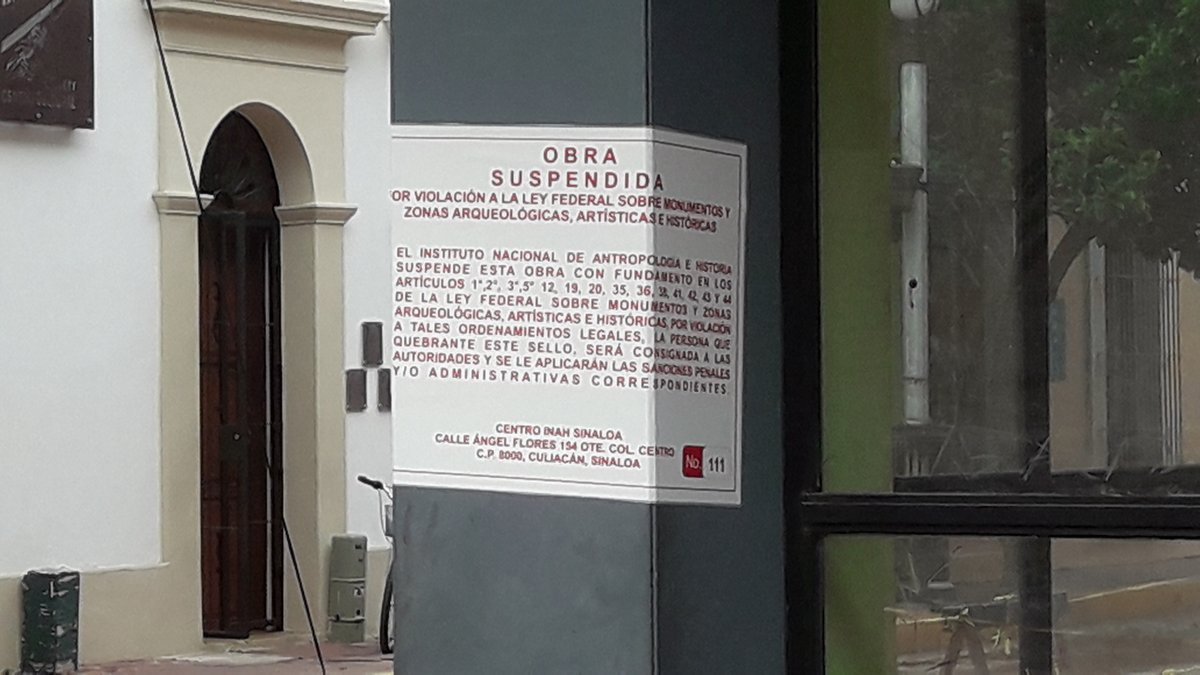 OBRA
SUSPENDIDA
OR VIOLACIÓN A LA LEY FEDERAL SOBRE MONUMENTOS Y
ZONAS ARQUEOLÓGICAS, ARTÍSTICAS E HISTÓRICAS
EL INSTITUTO NACIONAL DE ANTROPOLOGIA E HISTORIA
SUSPENDE ESTA OBRA CON FUNDAMENTO EN LOS
ARTÍCULOS 1°,2°, 3°,5° 12, 19, 20, 35, 36, 38, 41, 42, 43 Y 44
DE LA LEY FEDERAL SOBRE MONUMENTOS Y ZONAS
ARQUEOLÓGICAS, ARTÍSTICAS E HISTÓRICAS, POR VIOLACIÓN
A TALES ORDENAMIENTOS LEGALES, LA PERSONA QUE
QUEBRANTE ESTE SELLO, SERÁ CONSIGNADA A LAS
AUTORIDADES Y SE LE APLICARÁN LAS SANCIONES PENALES
Y/O ADMINISTRATIVAS CORRESPONDIENTES.
CENTRO INAH SINALOA
CALLE ÁNGEL FLORES 154 OTE. COL. CENTRO
C.P. 8000, CULIACÁN, SINALOA
No. 111